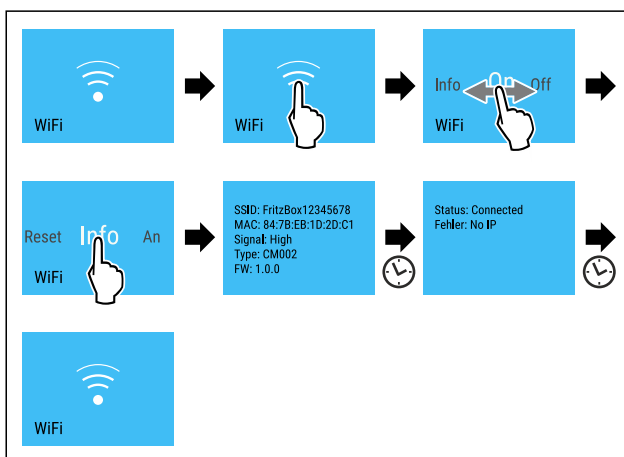 WiFi
WiFi
Info On Off
WiFi
Reset Info An
WiFi
SSID: FritzBox12345678
MAC: 84:7B:EB:1D:2D:C1
Signal: High
Type: CM002
FW: 1.0.0
Status: Connected
Fehler: No IP
WiFi